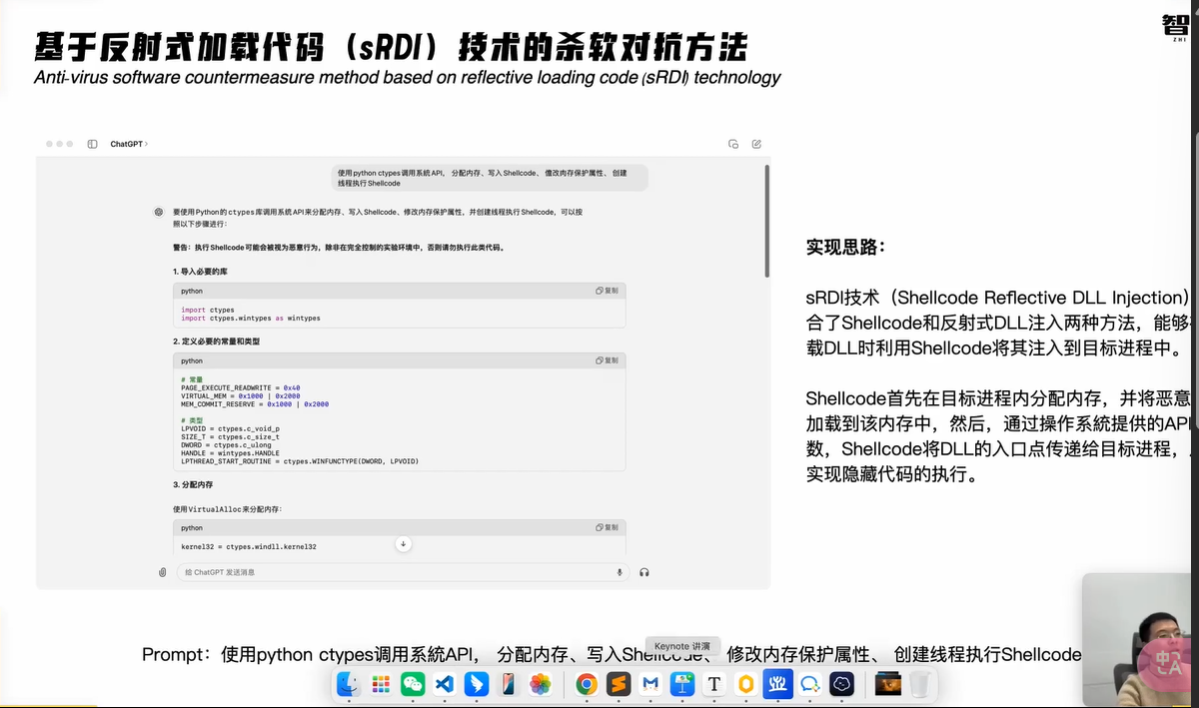 基于反射式加载代码（sRDI）技术的杀软对抗方法
Anti-virus software countermeasure method based on reflective loading code (sRDI) technology
智
ZHI
ChatGPT ›
使用python ctypes调用系统API， 分配内存、写入Shellcode、 修改内存保护属性、 创建
线程执行Shellcode
要使用Python的ctypes库调用系统API来分配内存、写入Shellcode、修改内存保护属性，并创建线程执行Shellcode，可以按
照以下步骤进行：
警告：执行Shellcode可能会被视为恶意行为，除非在完全控制的实验环境中，否则请勿执行此类代码。
1. 导入必要的库
python
复制
import ctypes
import ctypes.wintypes as wintypes
2. 定义必要的常量和类型
python
复制
# 常量
PAGE_EXECUTE_READWRITE = 0x40
VIRTUAL_MEM = 0x1000 | 0x2000
MEM_COMMIT_RESERVE = 0x1000 | 0x2000
# 类型
LPVOID = ctypes.c_void_p
SIZE_T = ctypes.c_size_t
DWORD = ctypes.c_ulong
HANDLE = wintypes.HANDLE
LPTHREAD_START_ROUTINE = ctypes.WINFUNCTYPE(DWORD, LPVOID)
3. 分配内存
使用VirtualAlloc来分配内存：
python
复制
kernel32 = ctypes.windll.kernel32
给 ChatGPT 发送消息
实现思路：
sRDI技术（Shellcode Reflective DLL Injection）
合了Shellcode和反射式DLL注入两种方法，能够
载DLL时利用Shellcode将其注入到目标进程中。
Shellcode首先在目标进程内分配内存，并将恶意
加载到该内存中，然后，通过操作系统提供的API
数，Shellcode将DLL的入口点传递给目标进程，
实现隐藏代码的执行。
Keynote 讲演
Prompt：使用python ctypes调用系统API， 分配内存、写入Shellcode、 修改内存保护属性、 创建线程执行Shellcode
中A